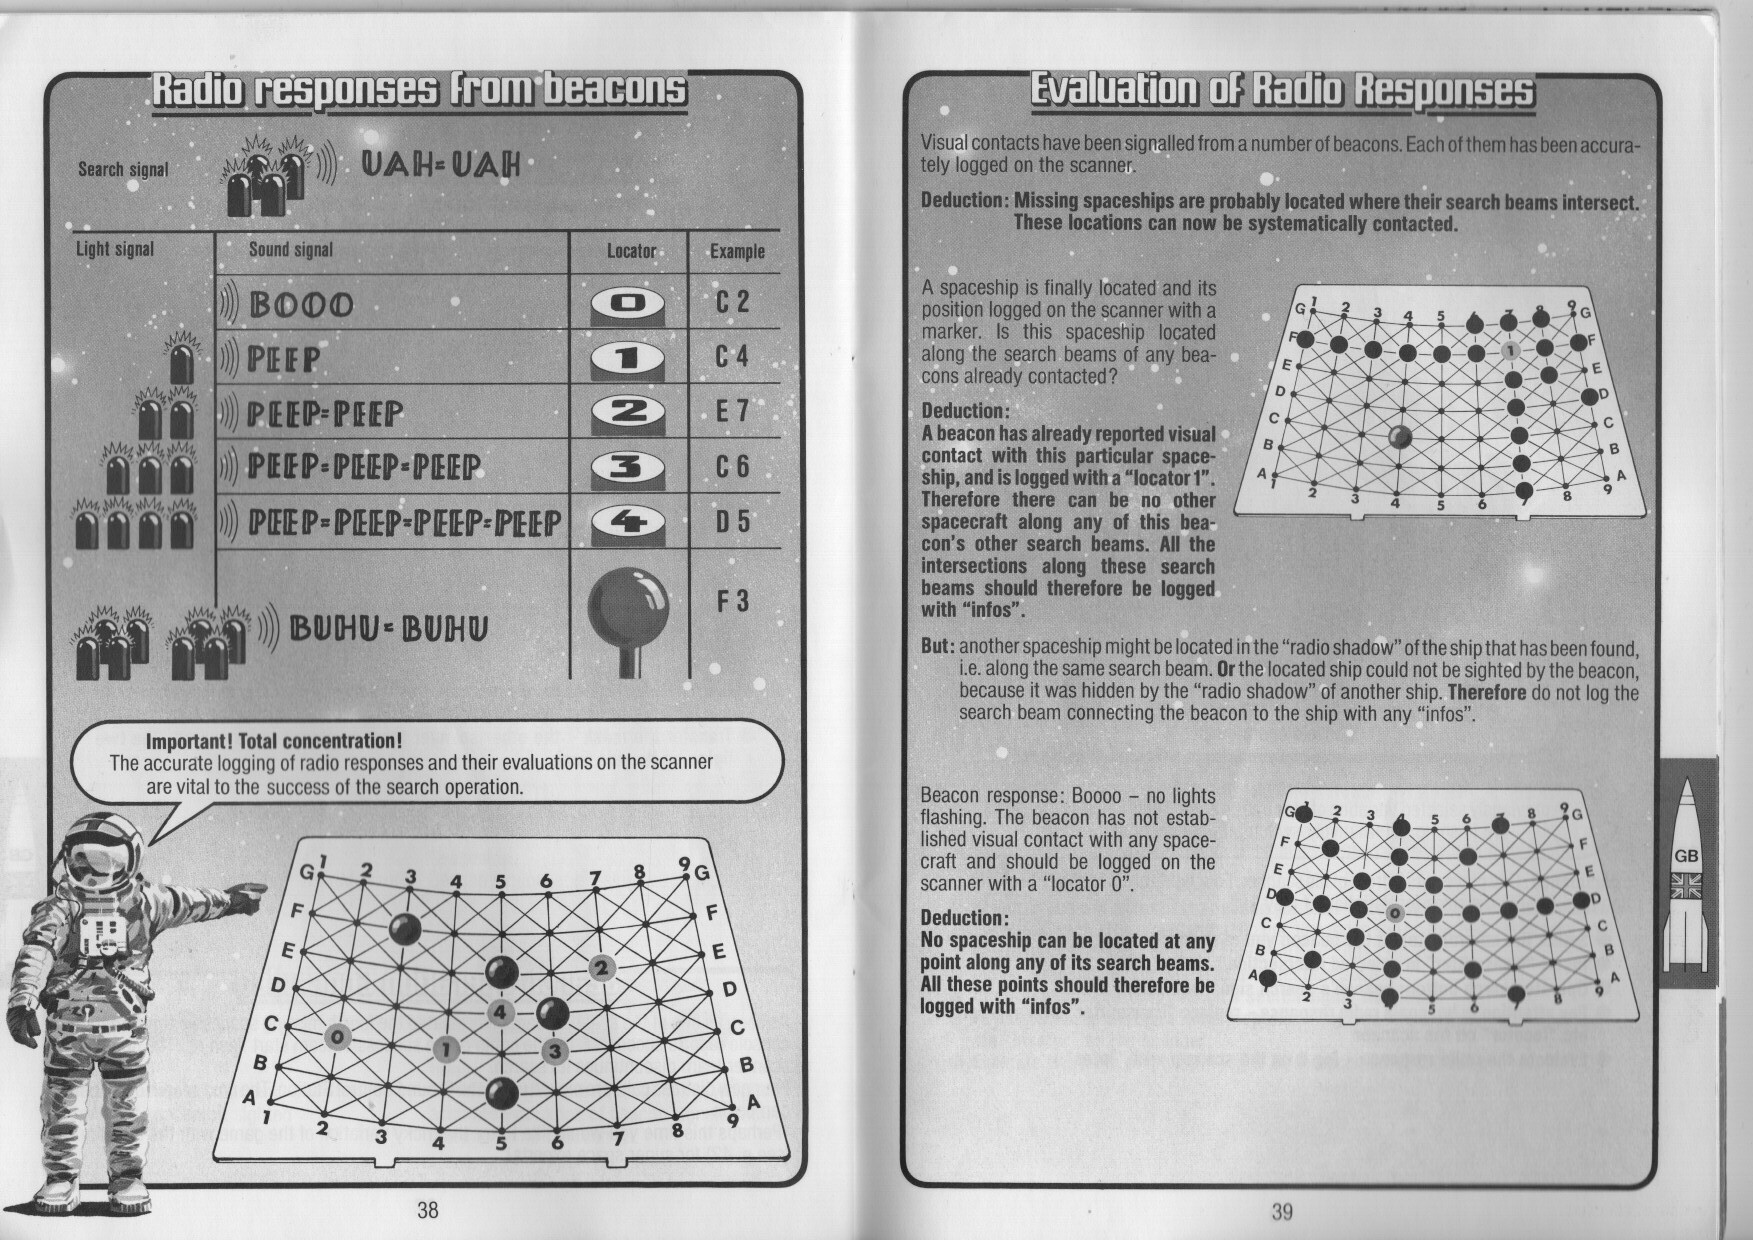 Radio responses from beacons
Search signal
UAH=UAH
Light signal
Sound signal
Locator
Example
BOOO
0
C 2
PEEP
1
C 4
PEEP=PEEP
2
E 7
PEEP=PEEP=PEEP
3
C 6
PEEP=PEEP=PEEP=PEEP
4
D 5
BUHU=BUHU
F 3
Important! Total concentration!
The accurate logging of radio responses and their evaluations on the scanner
are vital to the success of the search operation.
1 2 3 4 5 6 7 8 9
G G
F F
E 2 E
D 4 D
C 0 1 3 C
B B
A A
1 2 3 4 5 6 7 8 9
38
Evaluation of Radio Responses
Visual contacts have been signalled from a number of beacons. Each of them has been accura-
tely logged on the scanner.
Deduction: Missing spaceships are probably located where their search beams intersect.
These locations can now be systematically contacted.
A spaceship is finally located and its
position logged on the scanner with a
marker. Is this spaceship located
along the search beams of any bea-
cons already contacted?
Deduction:
A beacon has already reported visual
contact with this particular space-
ship, and is logged with a “locator 1”.
Therefore there can be no other
spacecraft along any of this bea-
con's other search beams. All the
intersections along these search
beams should therefore be logged
with “infos”.
1 2 3 4 5 6 7 8 9
G G
F 1 F
E E
D D
C C
B B
A A
1 2 3 4 5 6 7 8 9
But: another spaceship might be located in the “radio shadow” of the ship that has been found,
i.e. along the same search beam. Or the located ship could not be sighted by the beacon,
because it was hidden by the “radio shadow” of another ship. Therefore do not log the
search beam connecting the beacon to the ship with any “infos”.
Beacon response: Boooo – no lights
flashing. The beacon has not estab-
lished visual contact with any space-
craft and should be logged on the
scanner with a “locator 0”.
Deduction:
No spaceship can be located at any
point along any of its search beams.
All these points should therefore be
logged with “infos”.
1 2 3 4 5 6 7 8 9
G G
F F
E E
D 0 D
C C
B B
A A
1 2 3 4 5 6 7 8 9
GB
39